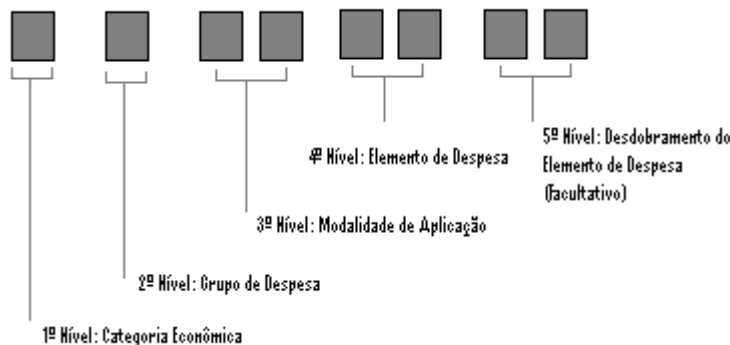 5º Nível: Desdobramento do
Elemento de Despesa
(facultativo)
4º Nível: Elemento de Despesa
3º Nível: Modalidade de Aplicação
2º Nível: Grupo de Despesa
1º Nível: Categoria Econômica